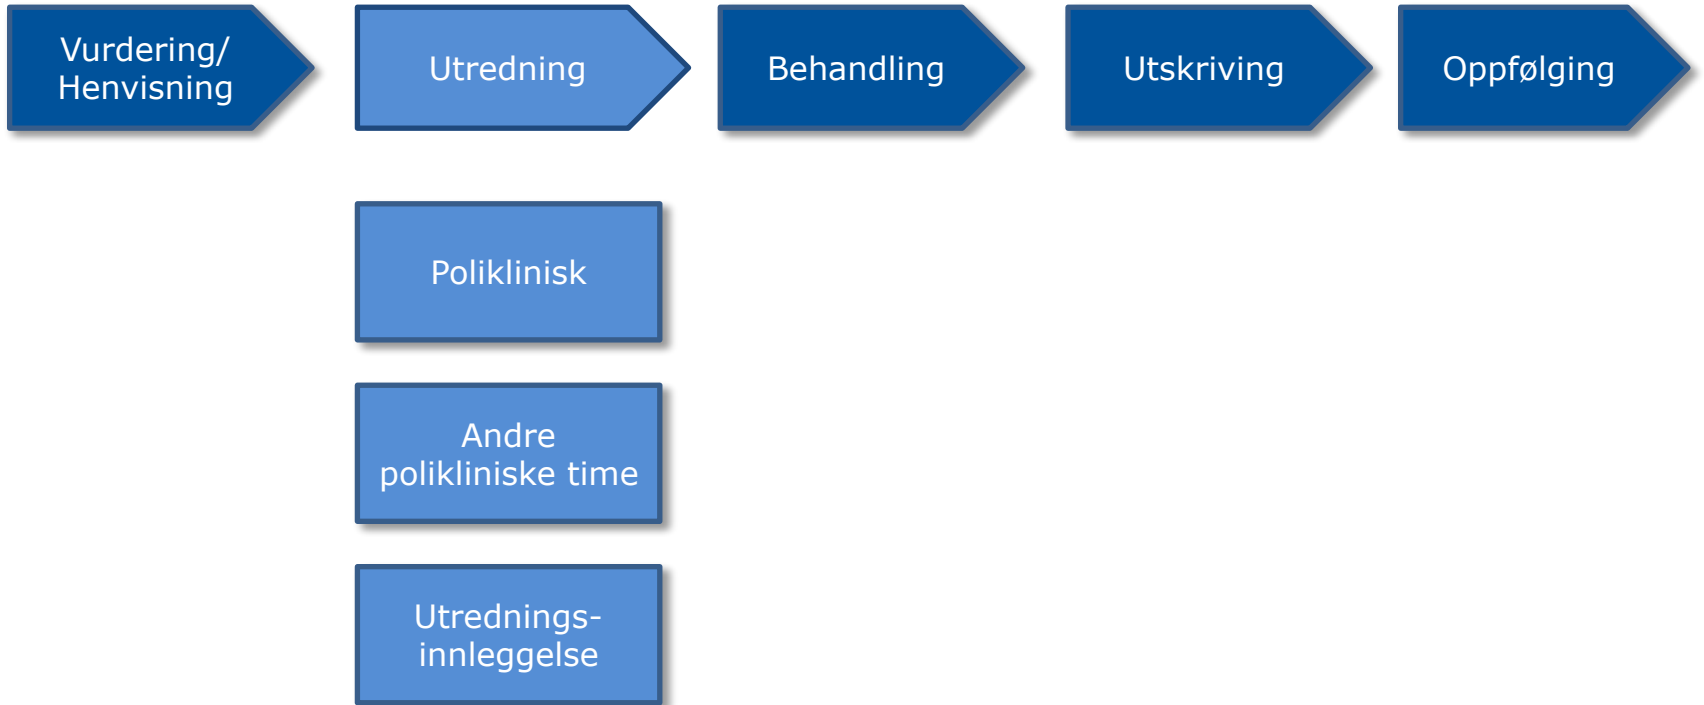 Vurdering/
Henvisning
Utredning
Behandling
Utskriving
Oppfølging
Poliklinisk
Andre
polikliniske time
Utrednings-
innleggelse